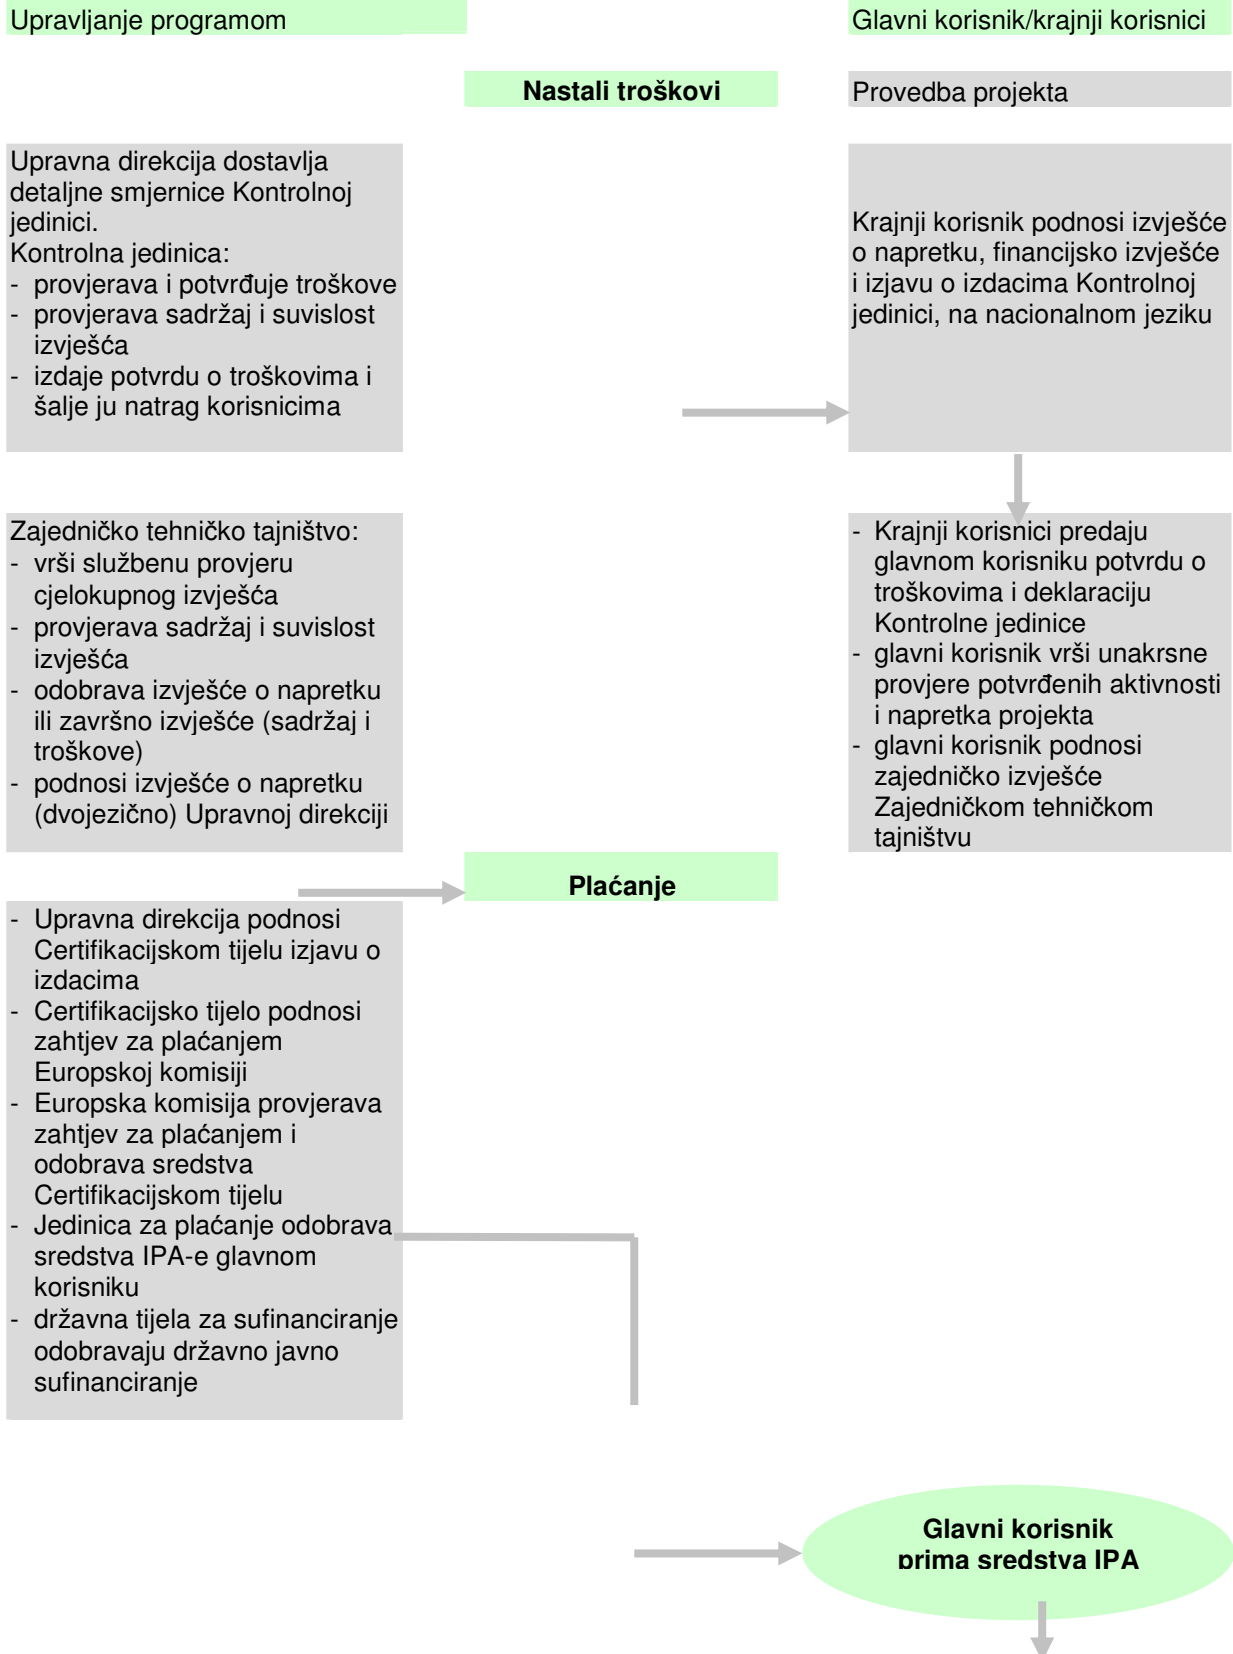 Upravljanje programom
Glavni korisnik/krajnji korisnici
Nastali troškovi
Provedba projekta
Upravna direkcija dostavlja
detaljne smjernice Kontrolnoj
jedinici.
Kontrolna jedinica:
- provjerava i potvrđuje troškove
- provjerava sadržaj i suvislost
izvješća
- izdaje potvrdu o troškovima i
šalje ju natrag korisnicima
Krajnji korisnik podnosi izvješće
o napretku, financijsko izvješće
i izjavu o izdacima Kontrolnoj
jedinici, na nacionalnom jeziku
Zajedničko tehničko tajništvo:
- vrši službenu provjeru
cjelokupnog izvješća
- provjerava sadržaj i suvislost
izvješća
- odobrava izvješće o napretku
ili završno izvješće (sadržaj i
troškove)
- podnosi izvješće o napretku
(dvojezično) Upravnoj direkciji
- Krajnji korisnici predaju
glavnom korisniku potvrdu o
troškovima i deklaraciju
Kontrolne jedinice
- glavni korisnik vrši unakrsne
provjere potvrđenih aktivnosti
i napretka projekta
- glavni korisnik podnosi
zajedničko izvješće
Zajedničkom tehničkom
tajništvu
Plaćanje
- Upravna direkcija podnosi
Certifikacijskom tijelu izjavu o
izdacima
- Certifikacijsko tijelo podnosi
zahtjev za plaćanjem
Europskoj komisiji
- Europska komisija provjerava
zahtjev za plaćanjem i
odobrava sredstva
Certifikacijskom tijelu
- Jedinica za plaćanje odobrava
sredstva IPA-e glavnom
korisniku
- državna tijela za sufinanciranje
odobravaju državno javno
sufinanciranje
Glavni korisnik
prima sredstva IPA